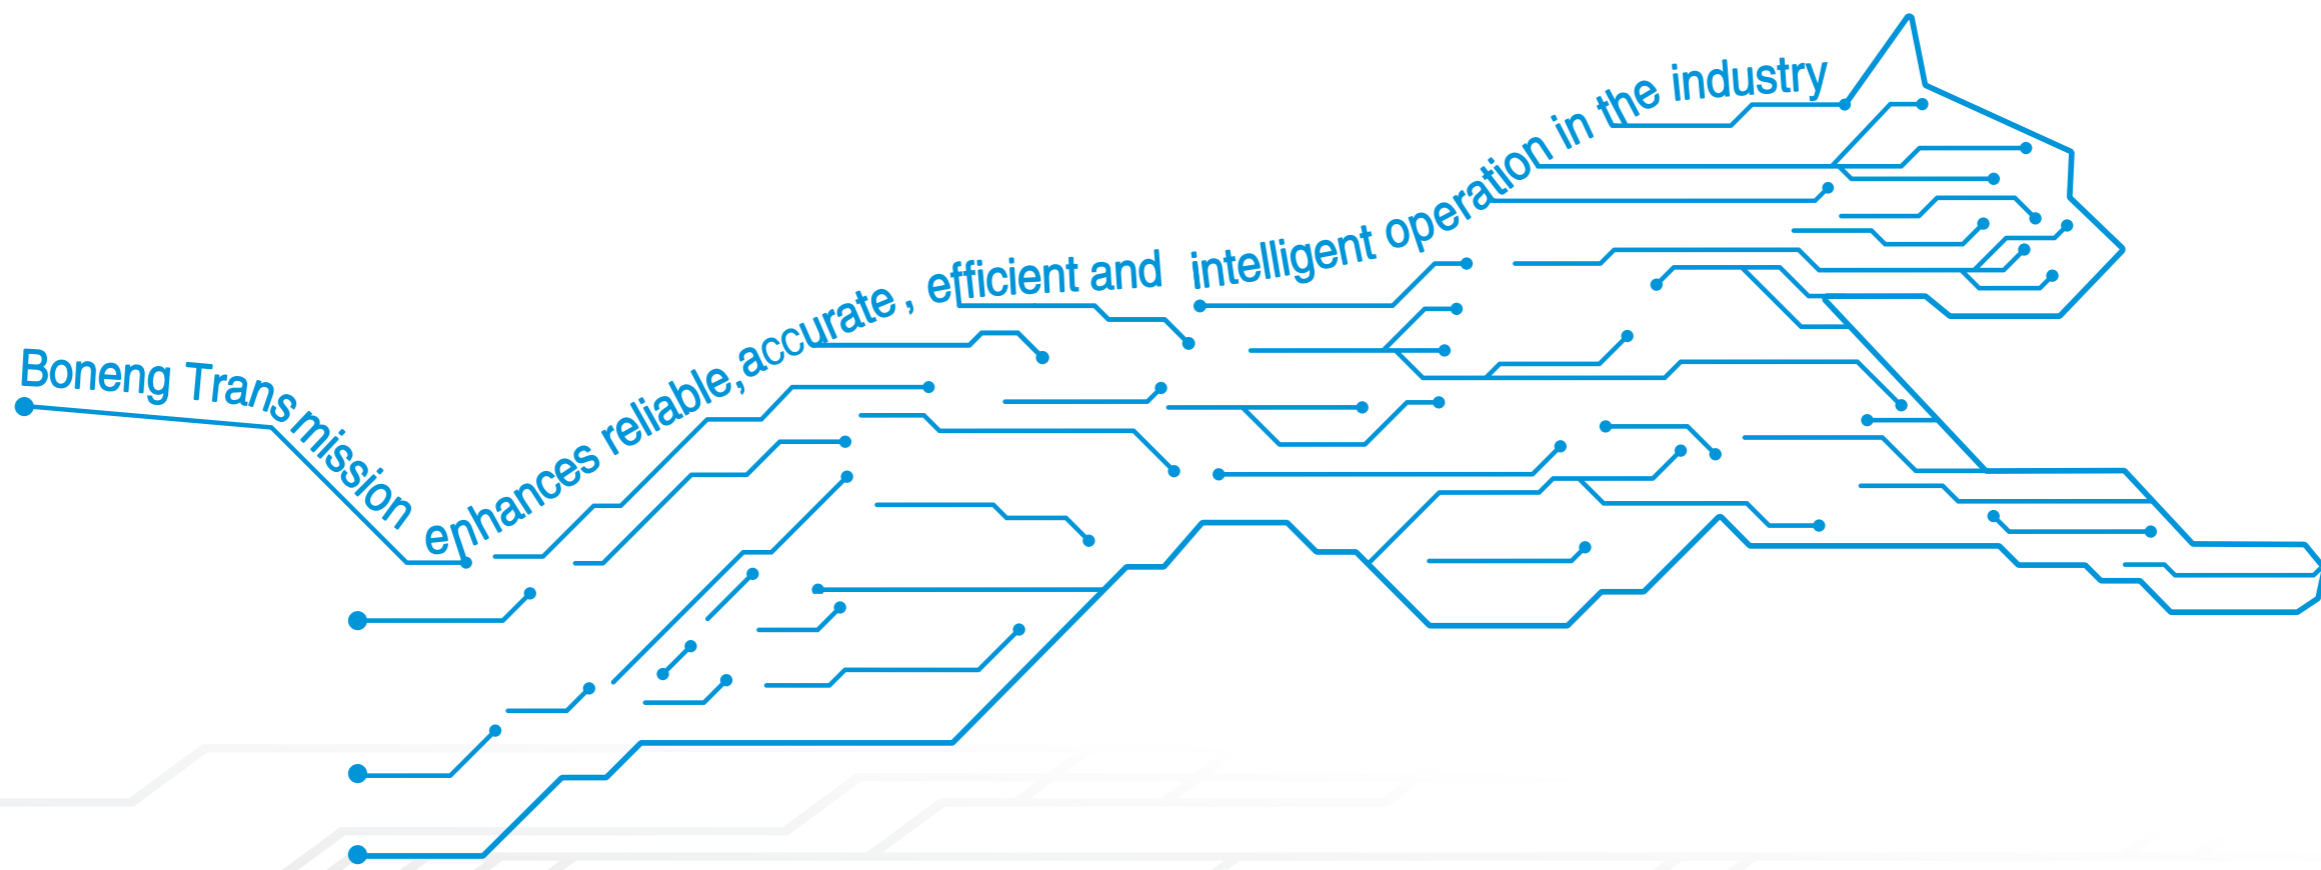 Boneng Transmission enhances reliable, accurate, efficient and intelligent operation in the industry